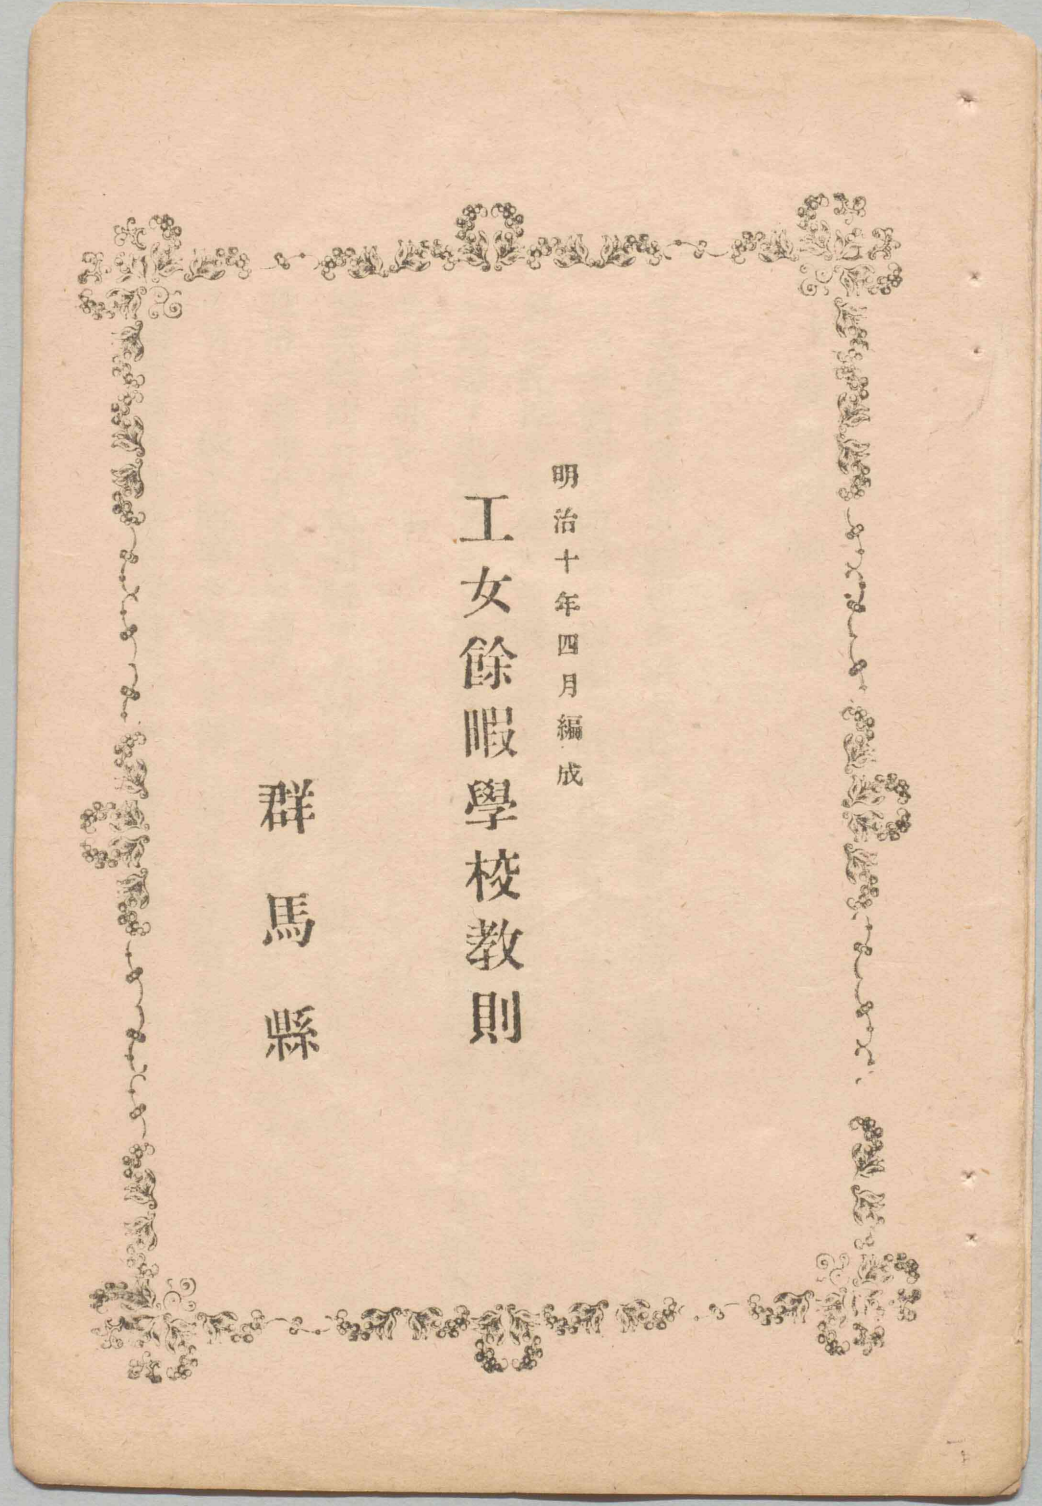 明治十年四月編成
工女餘暇學校教則
群馬縣